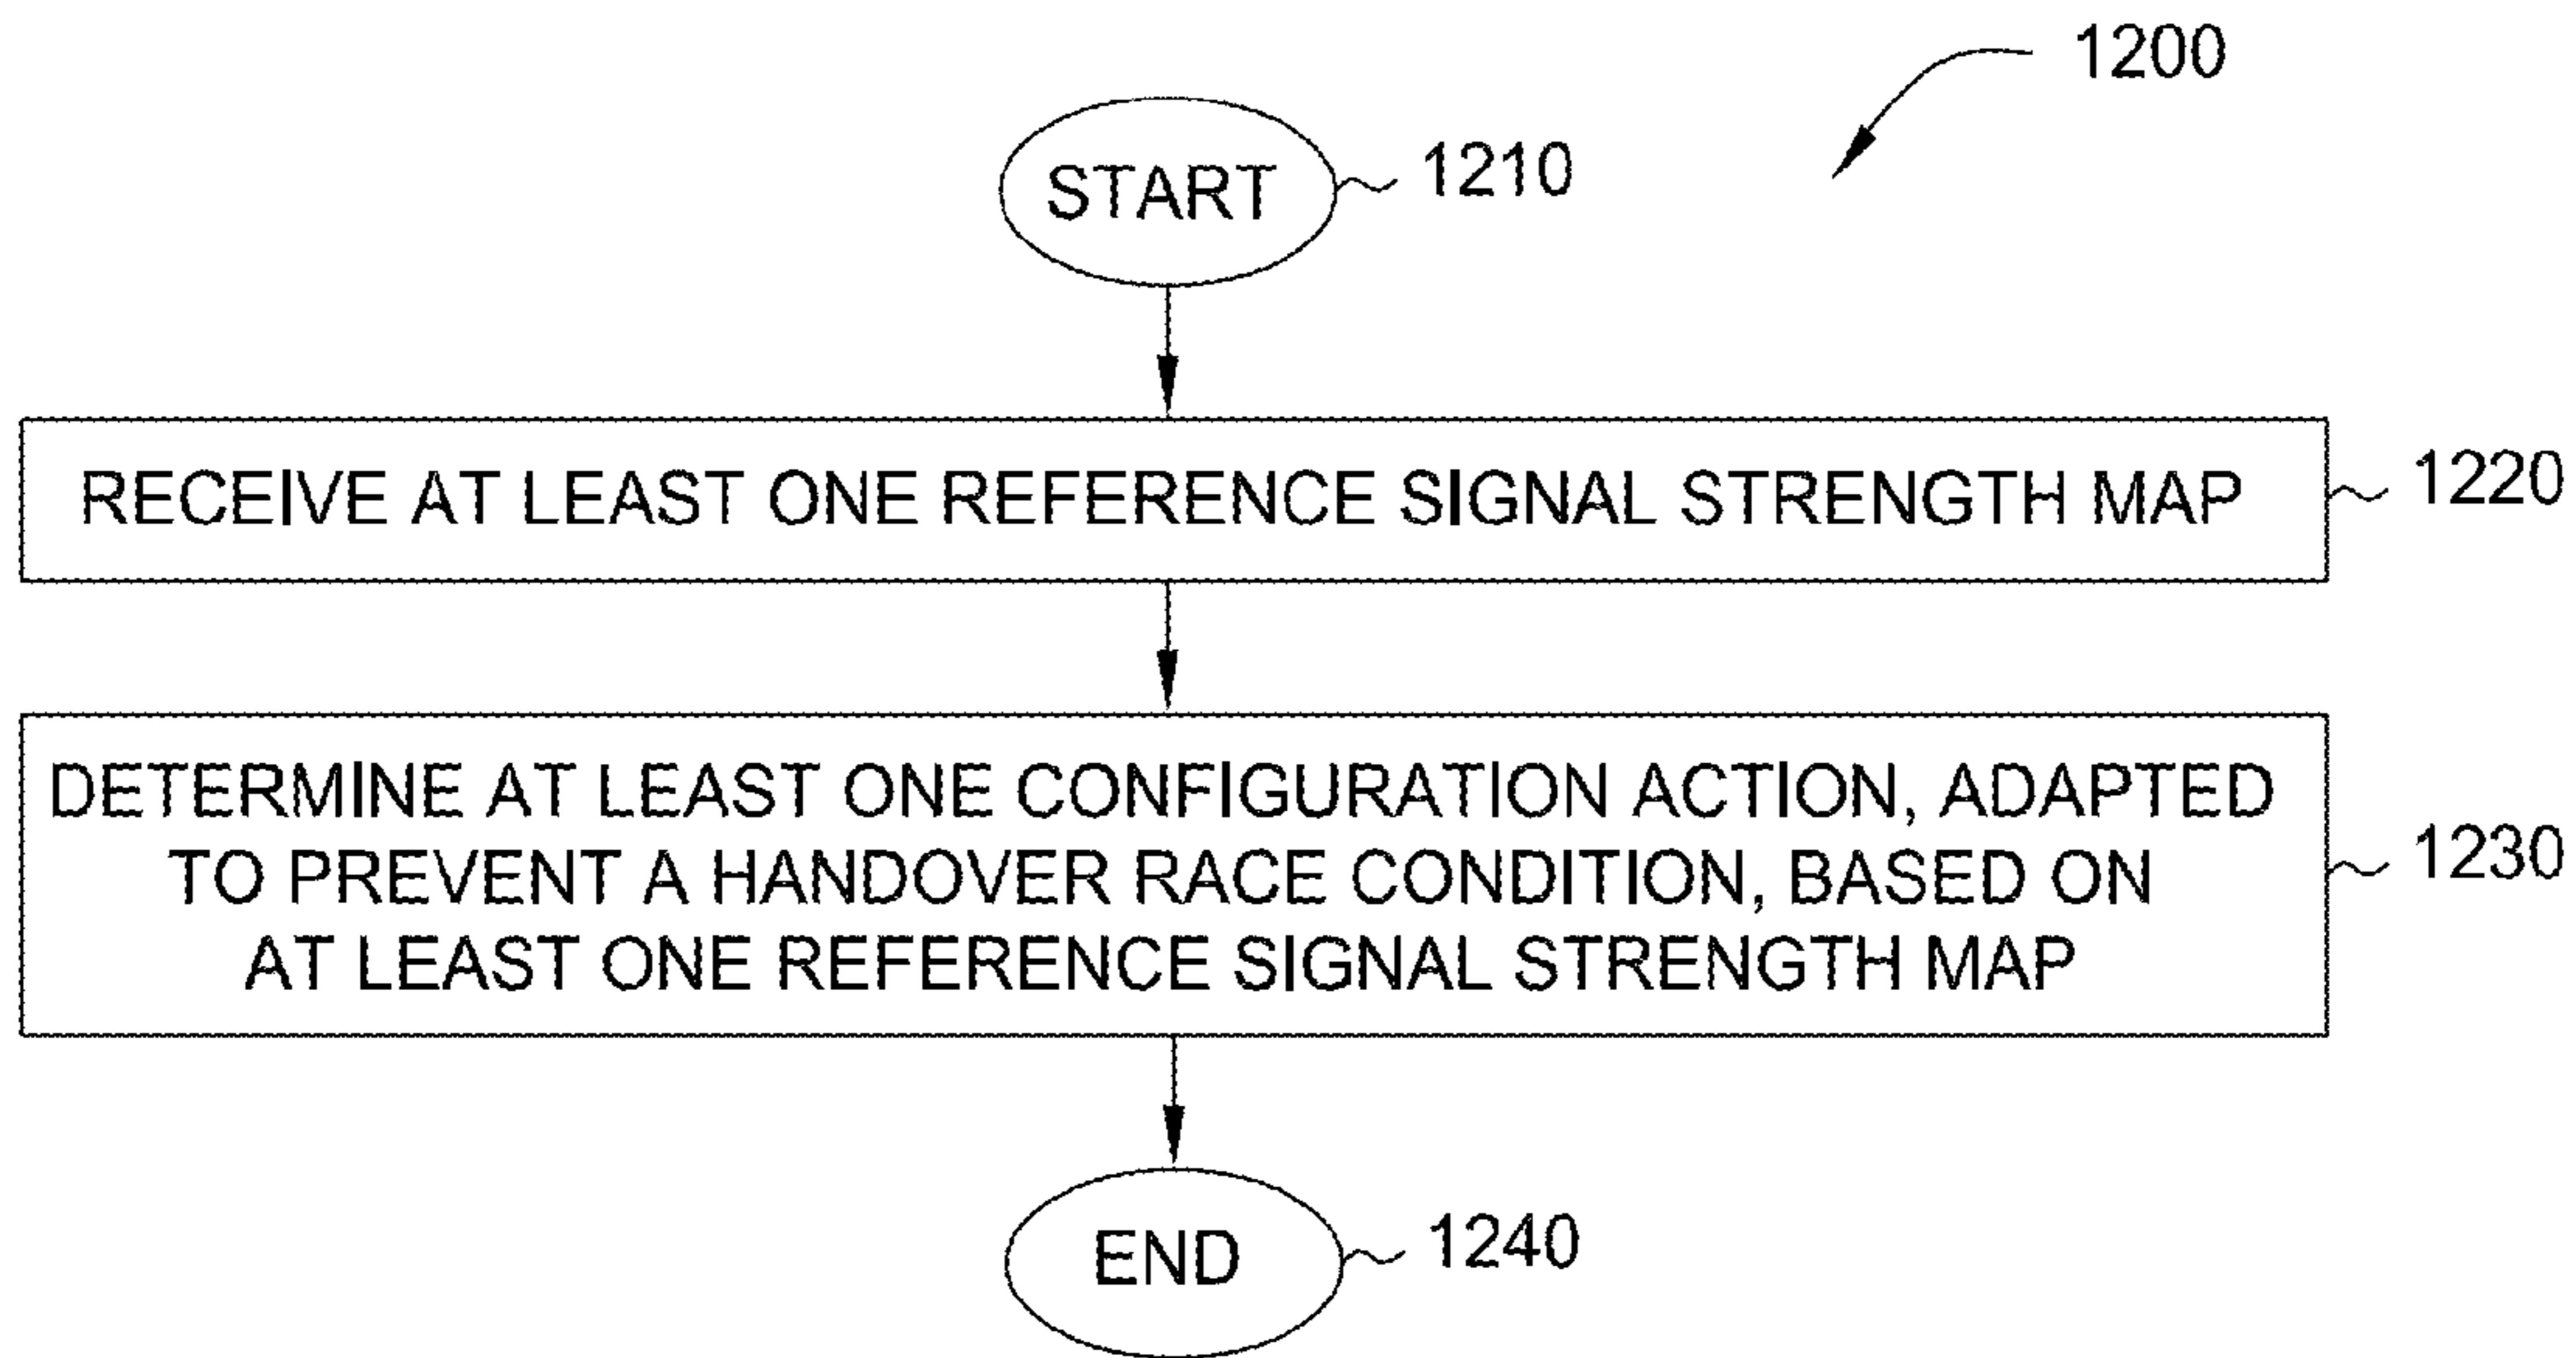 1200
START
1210
RECEIVE AT LEAST ONE REFERENCE SIGNAL STRENGTH MAP
1220
DETERMINE AT LEAST ONE CONFIGURATION ACTION, ADAPTED
TO PREVENT A HANDOVER RACE CONDITION, BASED ON
AT LEAST ONE REFERENCE SIGNAL STRENGTH MAP
1230
END
1240